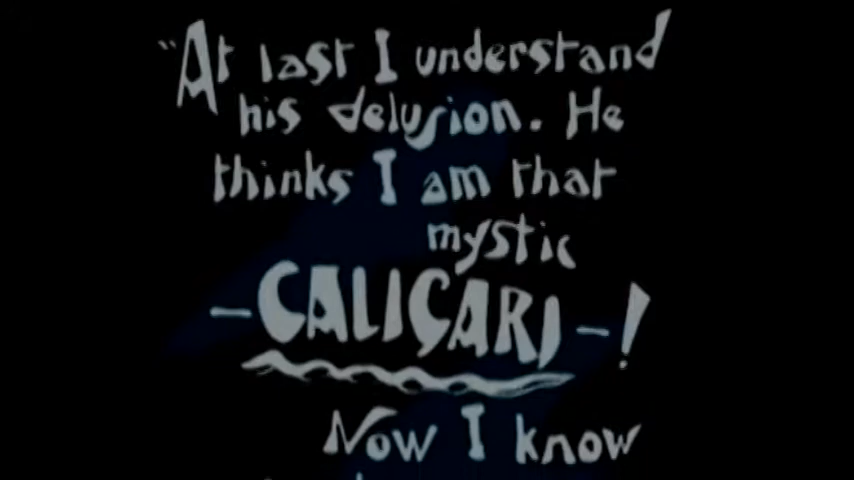 "At last I understand
his delusion. He
thinks I am that
mystic
- CALIGARI - !
Now I know